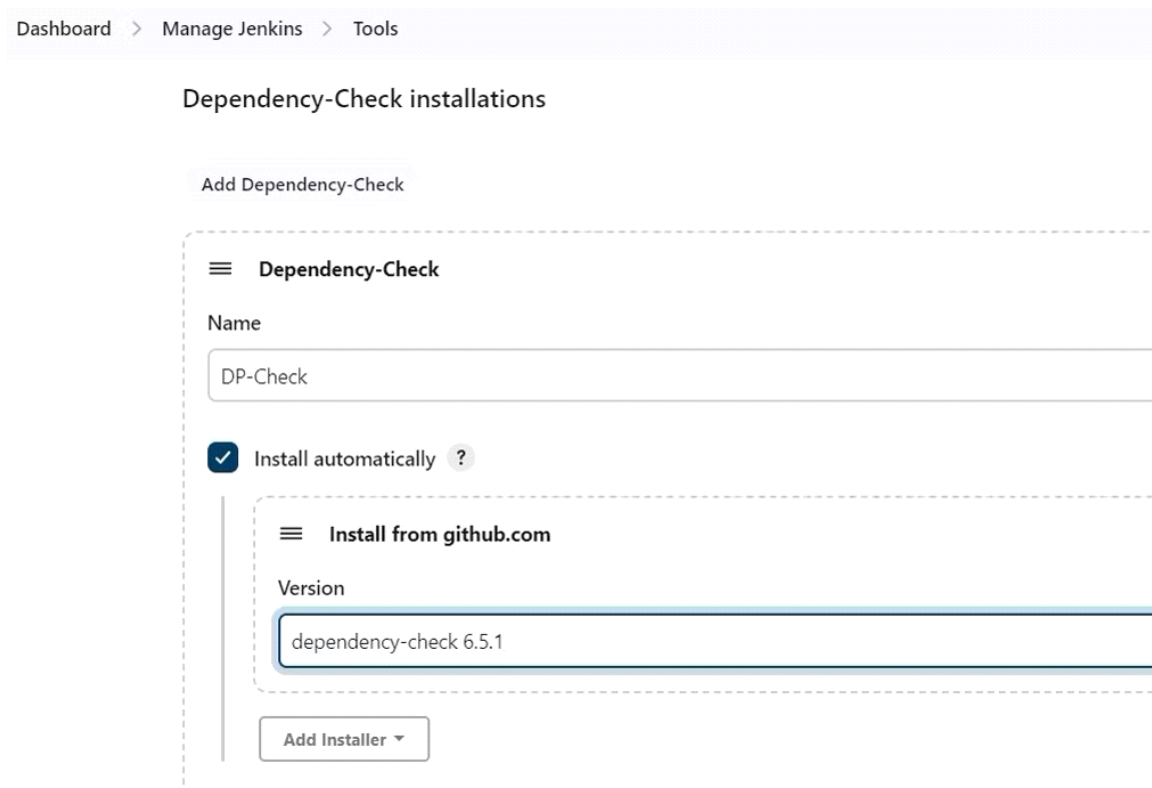 Dashboard > Manage Jenkins > Tools
Dependency-Check installations
Add Dependency-Check
Dependency-Check
Name
DP-Check
Install automatically ?
Install from github.com
Version
dependency-check 6.5.1
Add Installer